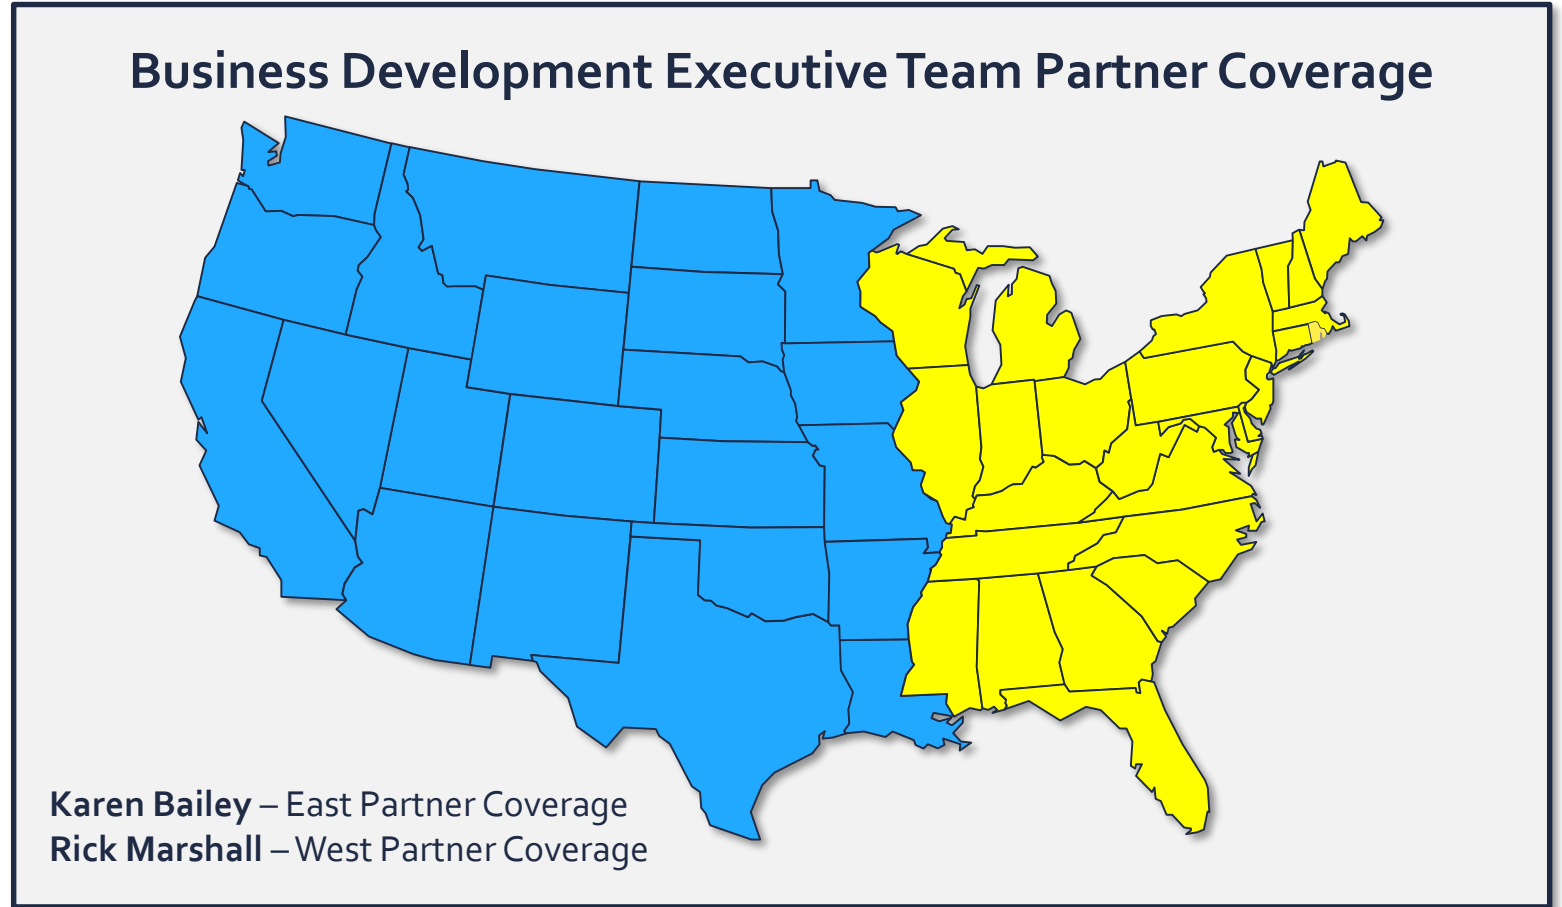 Business Development Executive Team Partner Coverage
Karen Bailey – East Partner Coverage
Rick Marshall – West Partner Coverage